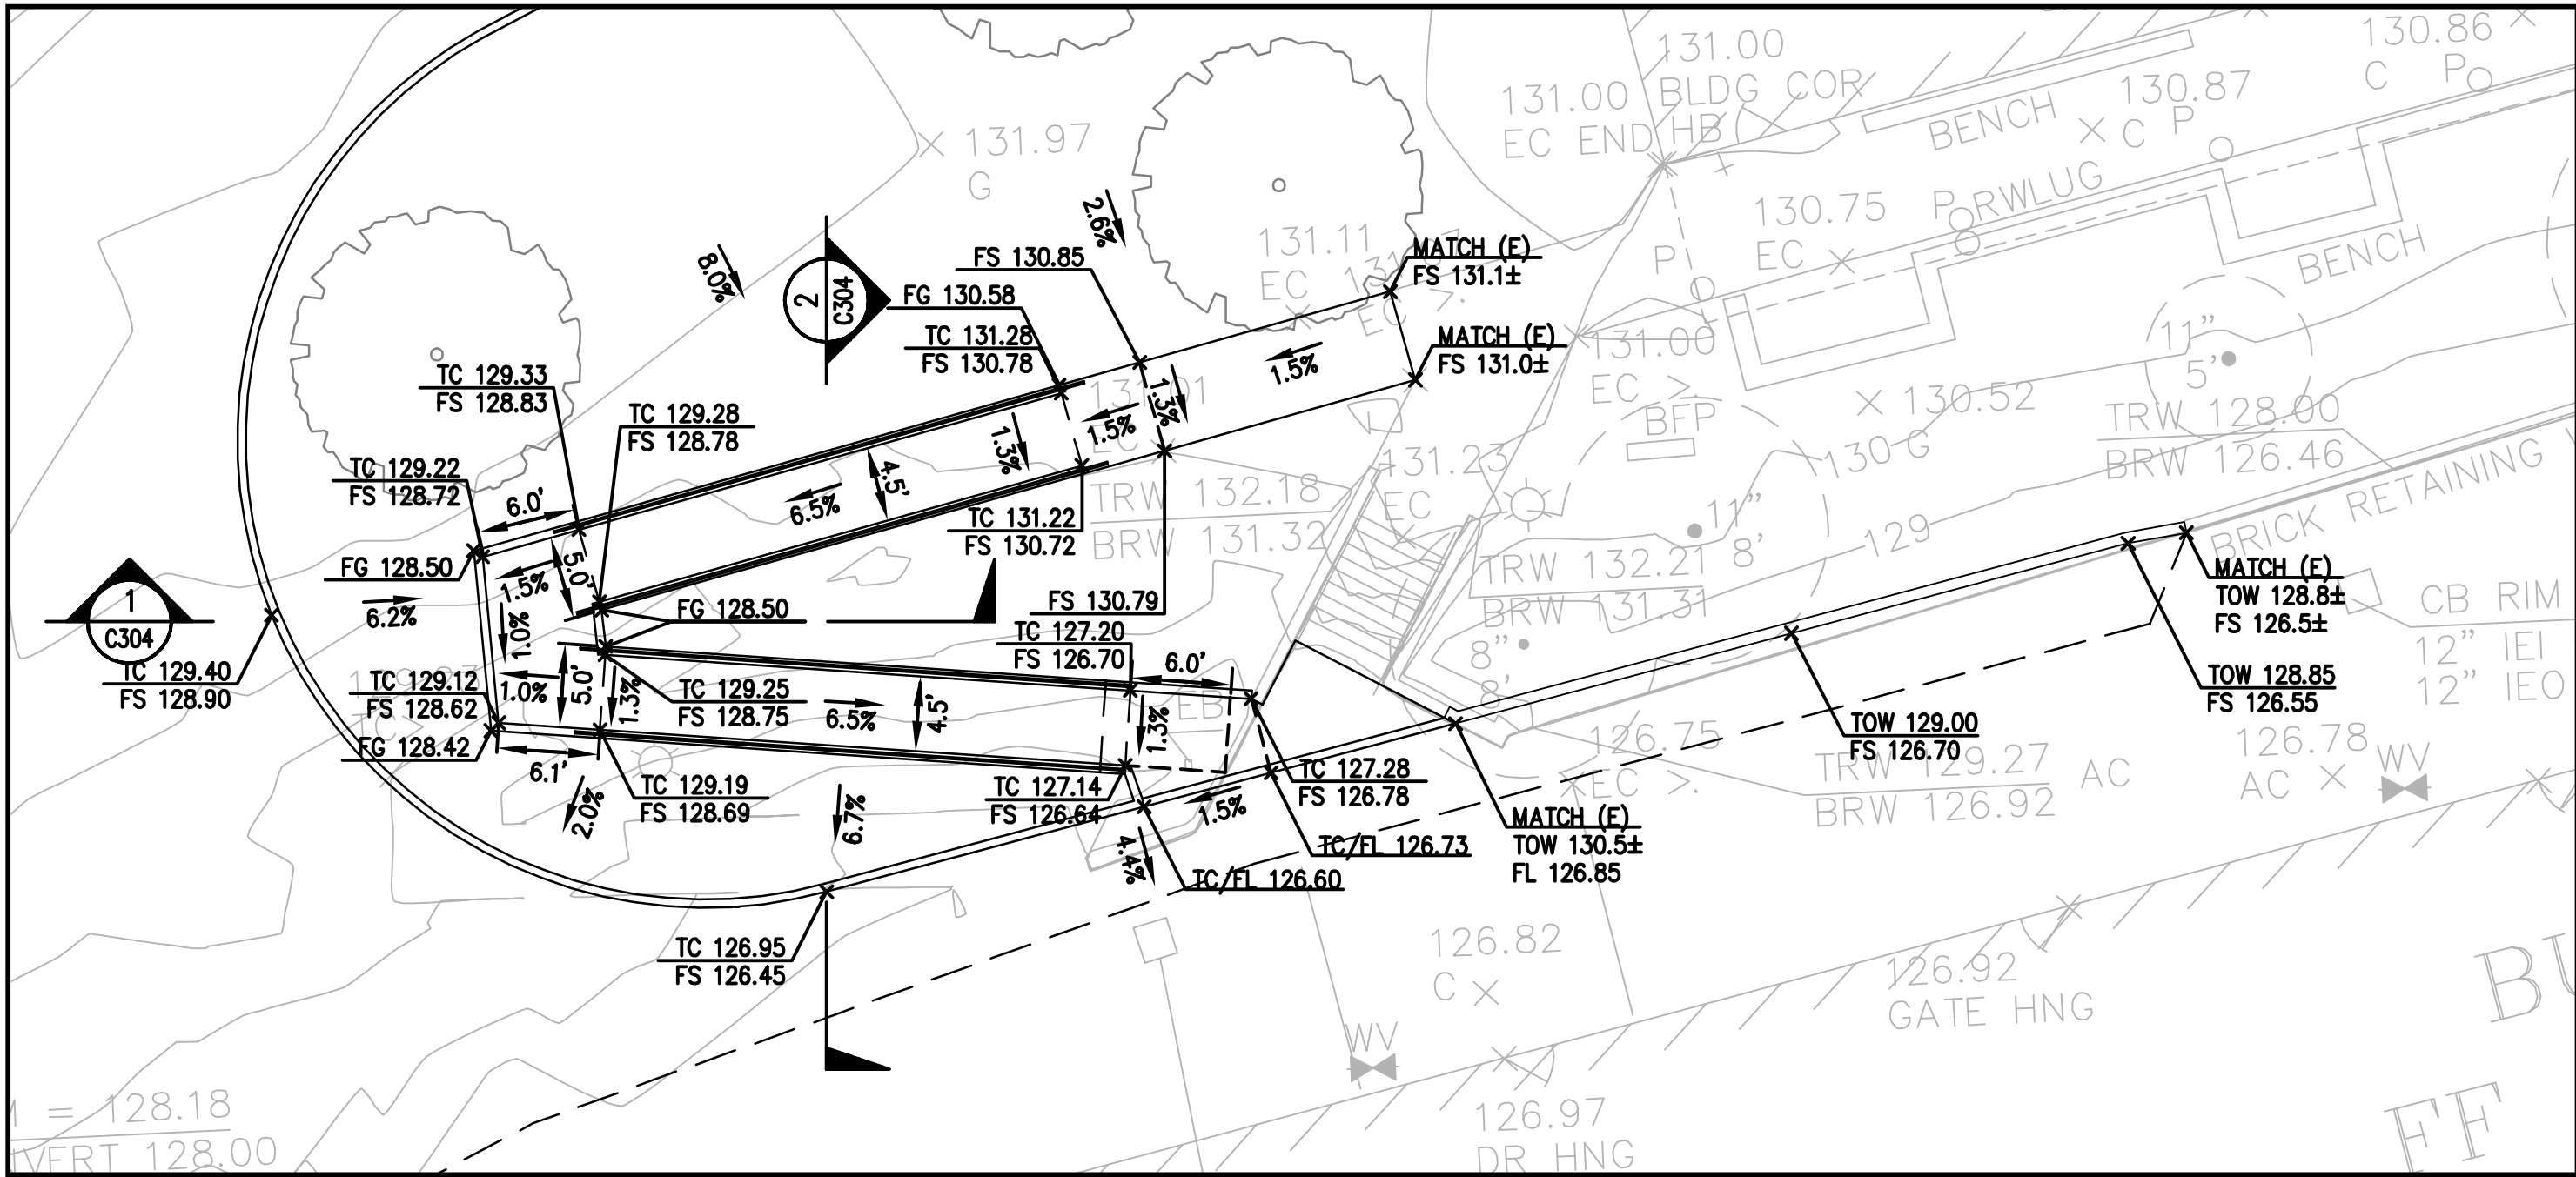 131.00
BLDG COR
131.00
EC END
HB
130.86
C P
BENCH
130.87
C P
131.97
G
2.6%
8.0%
2
C304
FS 130.85
FG 130.58
TC 131.28
FS 130.78
131.11
EC
EC
MATCH (E)
FS 131.1±
MATCH (E)
FS 131.0±
1.5%
130.75
EC
P
PORWLUG
BENCH
131.00
EC
BFP
130.52
11"
5'
TRW 128.00
BRW 126.46
BRICK RETAINING
130 G
129
11"
8'
TC 129.33
FS 128.83
TC 129.28
FS 128.78
TC 129.22
FS 128.72
6.0'
FG 128.50
1.5%
5.0'
6.2%
1
C304
TC 129.40
FS 128.90
1.3%
1.5%
1.3%
4.5'
6.5%
TC 131.22
FS 130.72
TRW 132.18
BRW 131.32
131.23
EC
TRW 132.21
BRW 131.31
8"
8'
FS 130.79
FG 128.50
TC 127.20
FS 126.70
6.0'
1.0%
1.0%
5.0'
1.3%
TC 129.12
FS 128.62
FG 128.42
6.1'
2.0%
TC 129.25
FS 128.75
6.5%
4.5'
1.3%
EB
TC 129.19
FS 128.69
6.7%
TC 127.14
FS 126.64
4.4%
1.5%
TC 127.28
FS 126.78
TC/FL 126.73
TC/FL 126.60
MATCH (E)
TOW 130.5±
FL 126.85
126.75
EC
TRW 129.27
BRW 126.92
AC
TOW 129.00
FS 126.70
MATCH (E)
TOW 128.8±
FS 126.5±
TOW 128.85
FS 126.55
CB RIM
12" IEI
12" IEO
126.78
AC
WV
TC 126.95
FS 126.45
126.82
C
WV
126.92
GATE HNG
126.97
DR HNG
BU
FF
= 128.18
VERT 128.00